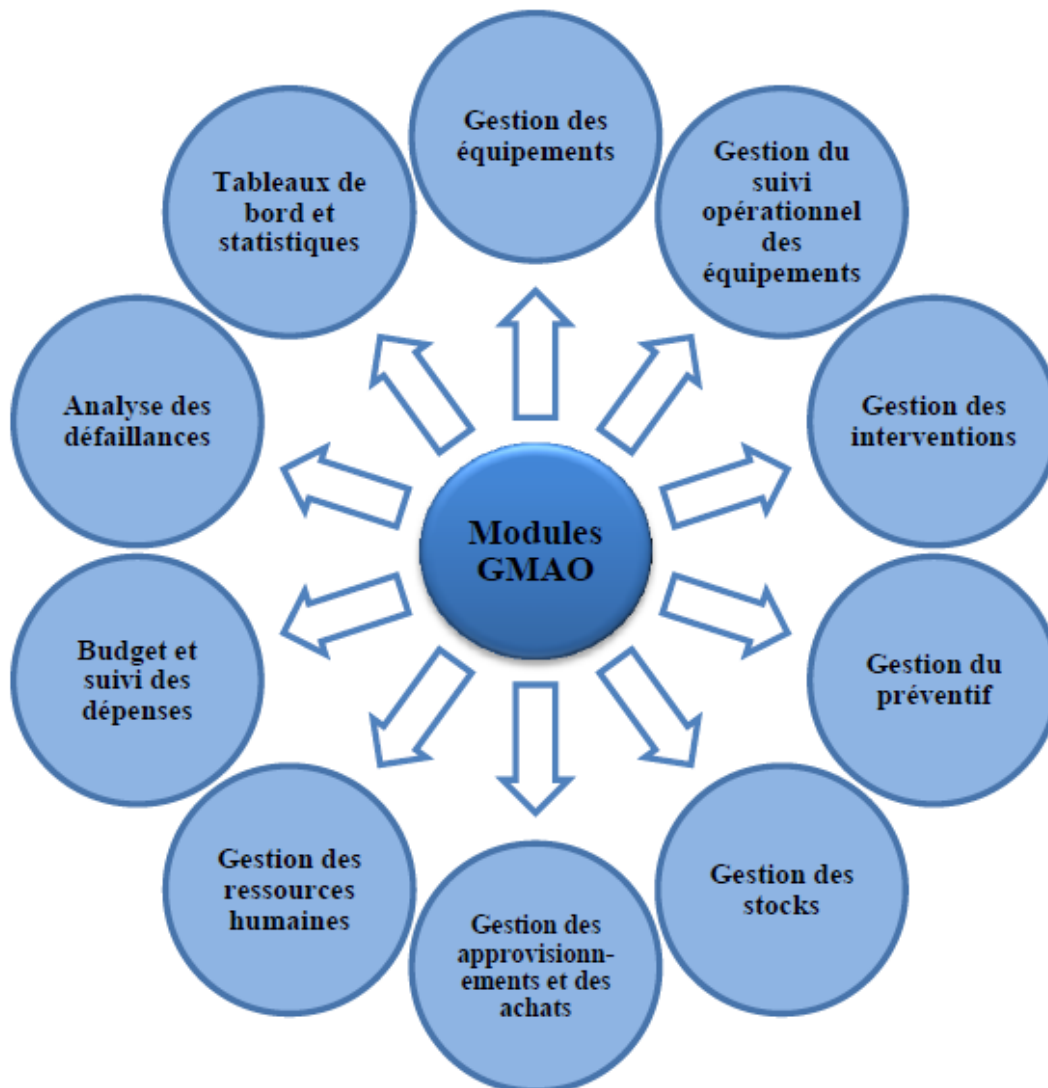 Gestion des
équipements
Gestion du
suivi
opérationnel
des
équipements
Gestion des
interventions
Gestion du
préventif
Gestion des
stocks
Gestion des
approvisionn-
ements et des
achats
Gestion des
ressources
humaines
Budget et
suivi des
dépenses
Analyse des
défaillances
Tableaux de
bord et
statistiques
Modules
GMAO